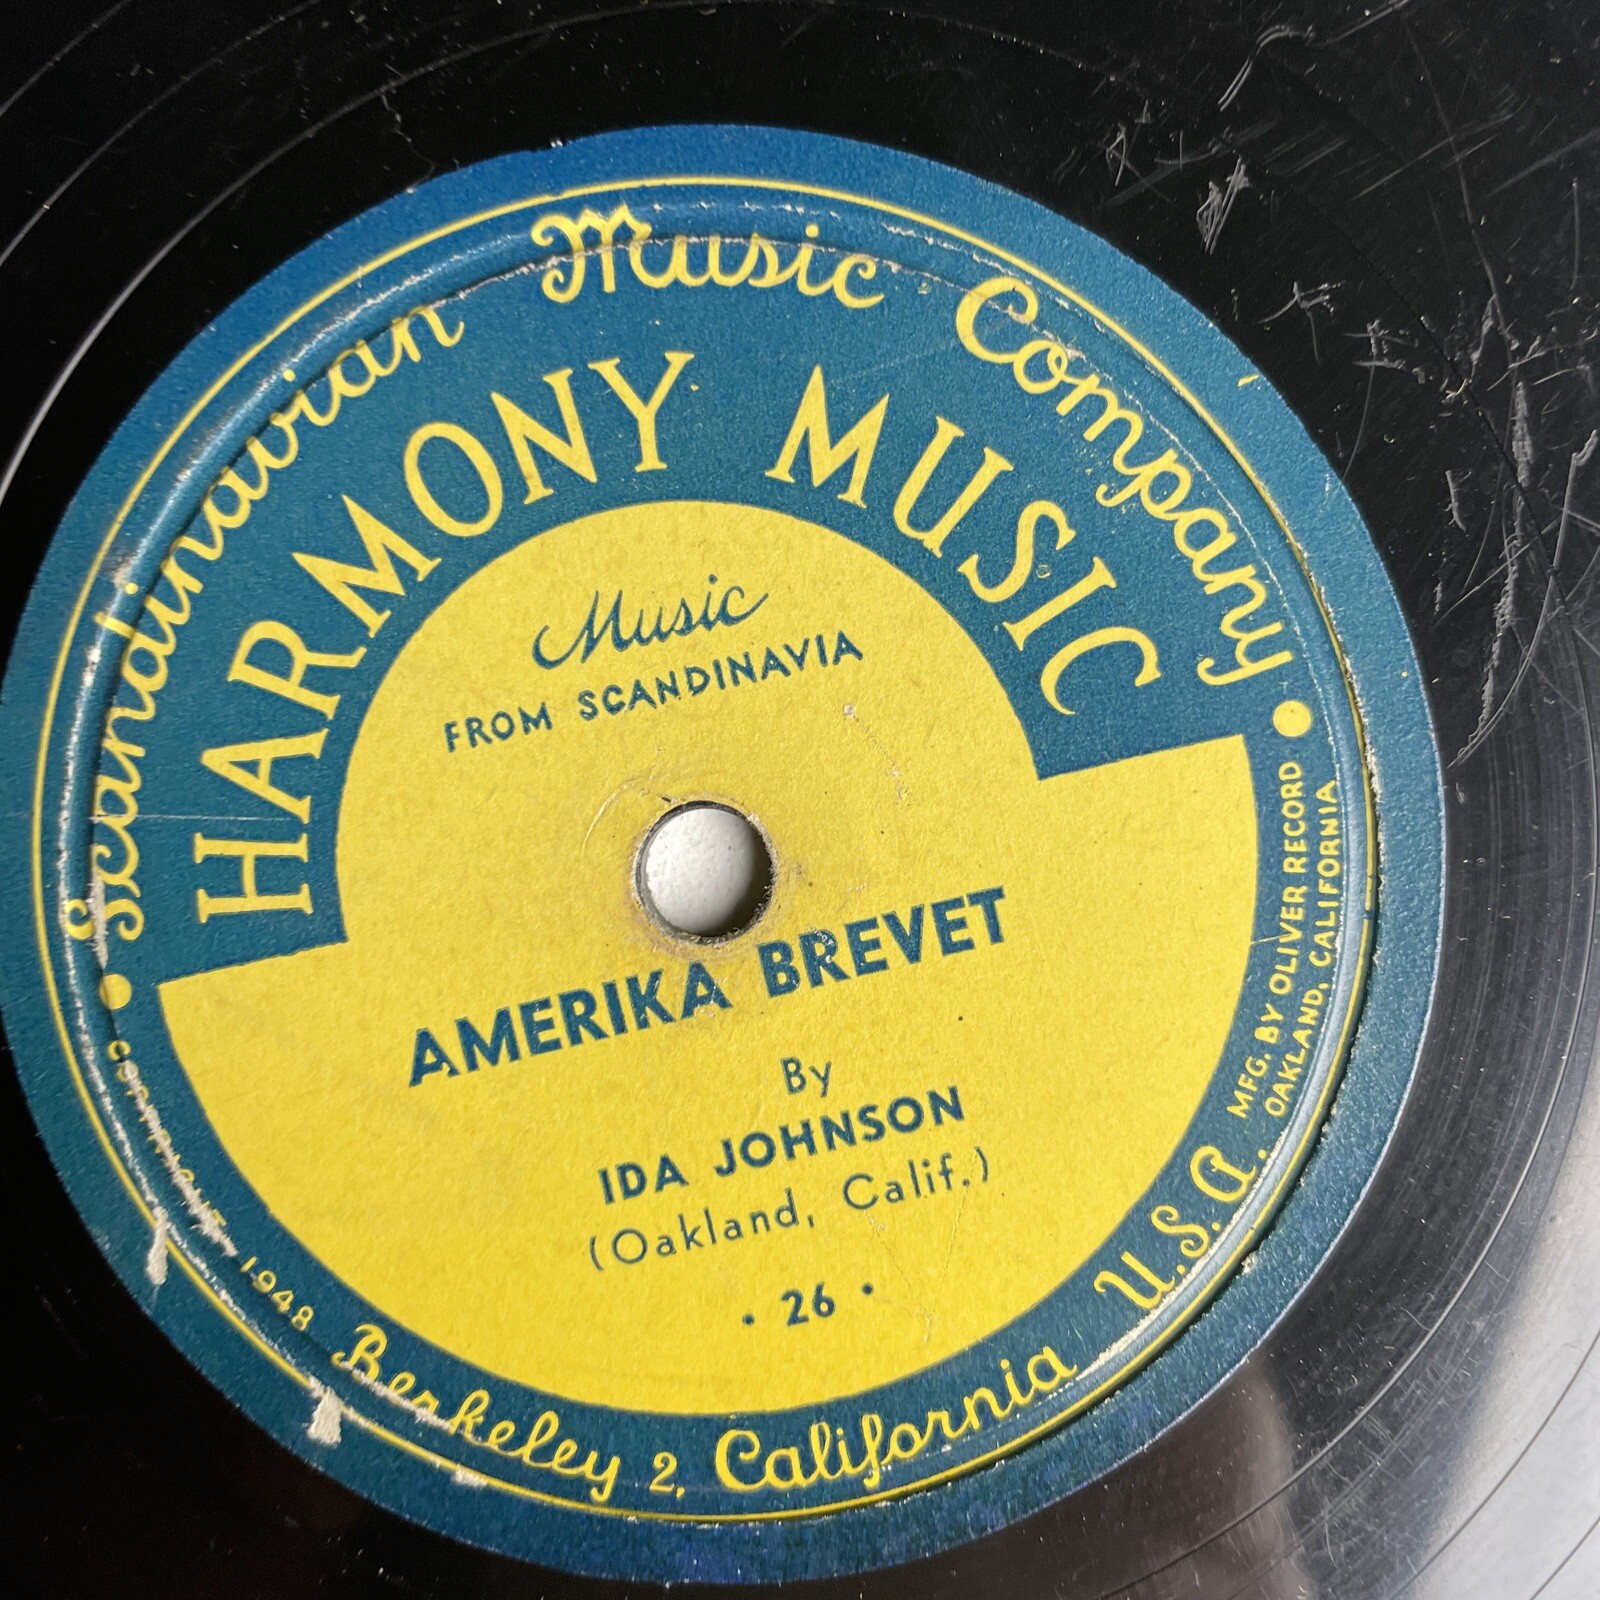 Scandinavian Music Company
HARMONY MUSIC
Music
FROM SCANDINAVIA
AMERIKA BREVET
By
IDA JOHNSON
(Oakland, Calif.)
• 26 •
COPYRIGHT 1948
Berkeley 2, California U.S.A.
MFG. BY OLIVER RECORD
OAKLAND, CALIFORNIA